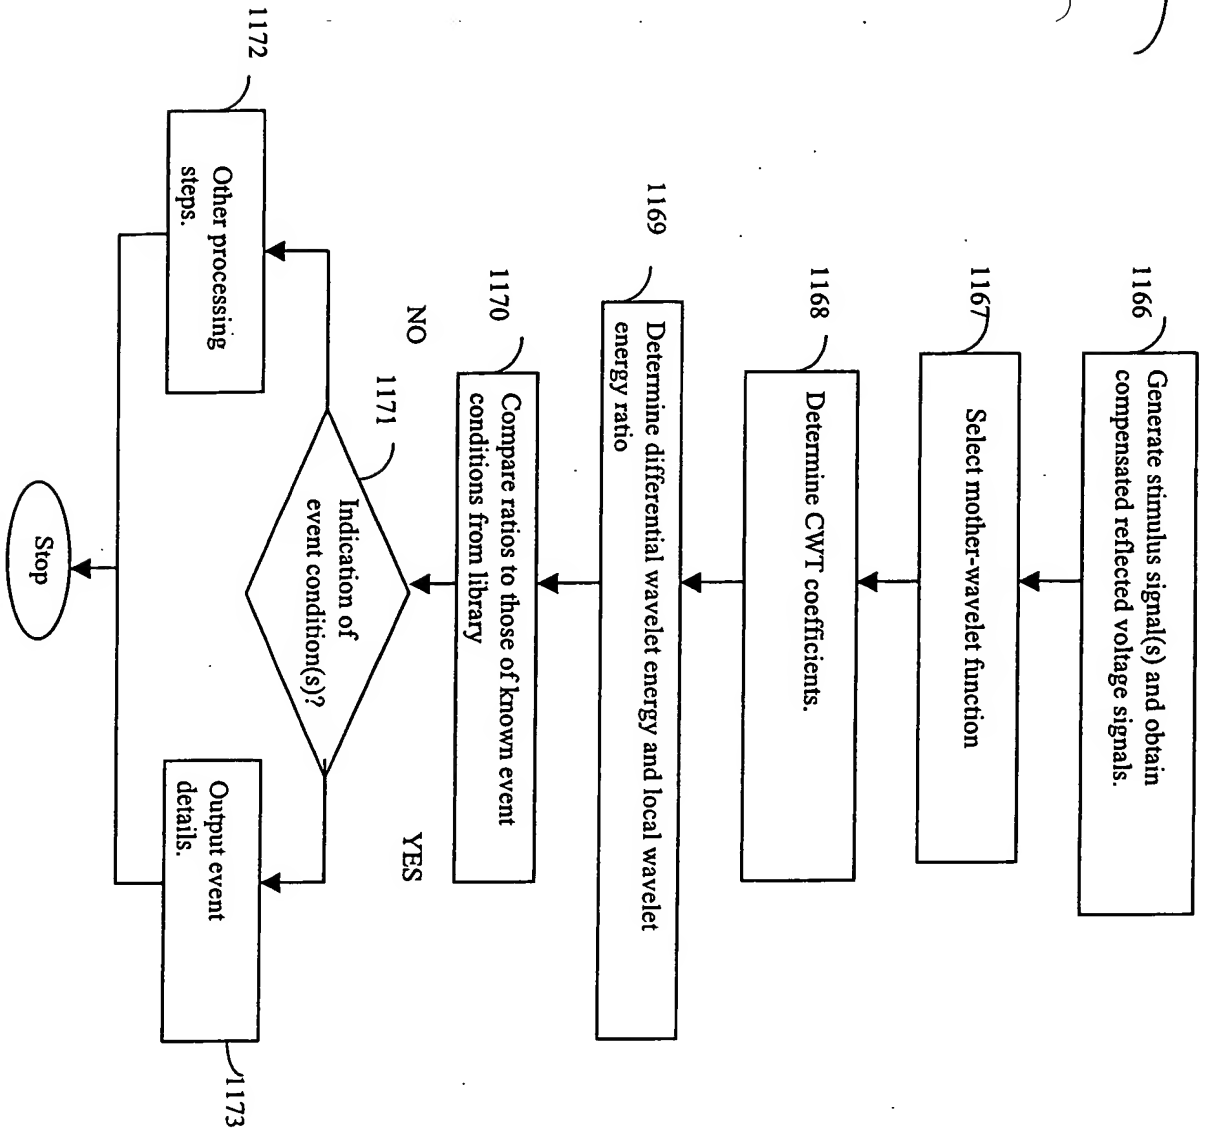 1166
Generate stimulus signal(s) and obtain
compensated reflected voltage signals.
1167
Select mother-wavelet function
1168
Determine CWT coefficients.
1169
Determine differential wavelet energy and local wavelet
energy ratio
1170
Compare ratios to those of known event
conditions from library
NO
YES
1171
Indication of
event condition(s)?
1172
Other processing
steps.
Output event
details.
1173
Stop